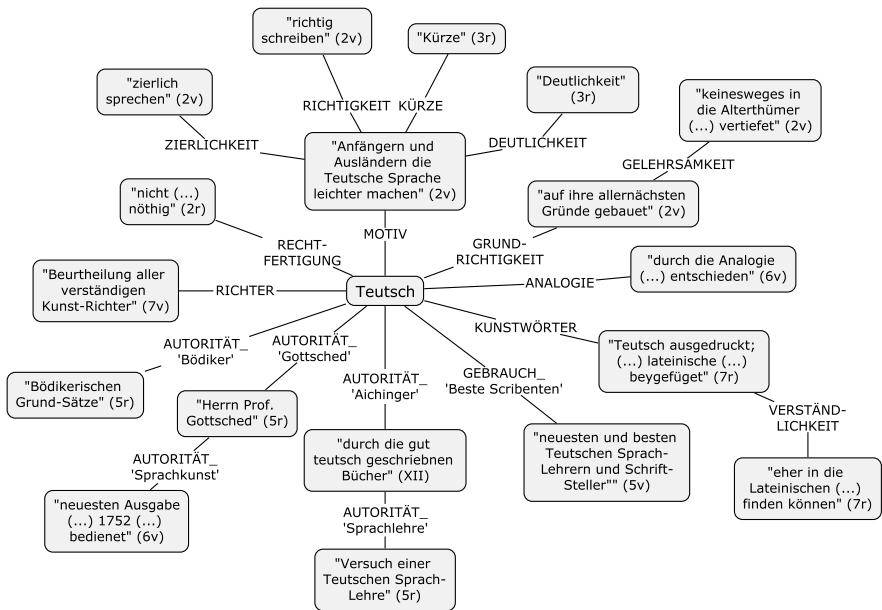 "richtig
schreiben" (2v)
"Kürze" (3r)
"zierlich
sprechen" (2v)
"Deutlichkeit"
(3r)
"keinesweges in
die Alterthümer
(...) vertiefet" (2v)
RICHTIGKEIT
KÜRZE
ZIERLICHKEIT
DEUTLICHKEIT
"Anfängern und
Ausländern die
Teutsche Sprache
leichter machen" (2v)
GELEHRSAMKEIT
"nicht (...)
nöthig" (2r)
"auf ihre allernächsten
Gründe gebauet" (2v)
MOTIV
RECHT-
FERTIGUNG
GRUND-
RICHTIGKEIT
"Beurtheilung aller
verständigen
Kunst-Richter" (7v)
RICHTER
Teutsch
ANALOGIE
"durch die Analogie
(...) entschieden" (6v)
AUTORITÄT_
'Bödiker'
AUTORITÄT_
'Gottsched'
KUNSTWÖRTER
"Teutsch ausgedruckt;
(...) lateinische (...)
beygefüget" (7r)
AUTORITÄT_
'Aichinger'
GEBRAUCH_
'Beste Scribenten'
"Bödikerischen
Grund-Sätze" (5r)
"Herrn Prof.
Gottsched" (5r)
VERSTÄND-
LICHKEIT
"durch die gut
teutsch geschriebnen
Bücher" (XII)
"neuesten und besten
Teutschen Sprach-
Lehrern und Schrift-
Steller"" (5v)
AUTORITÄT_
'Sprachkunst'
"eher in die
Lateinischen (...)
finden können" (7r)
"neuesten Ausgabe
(...) 1752 (...)
bedienet" (6v)
AUTORITÄT_
'Sprachlehre'
"Versuch einer
Teutschen Sprach-
Lehre" (5r)